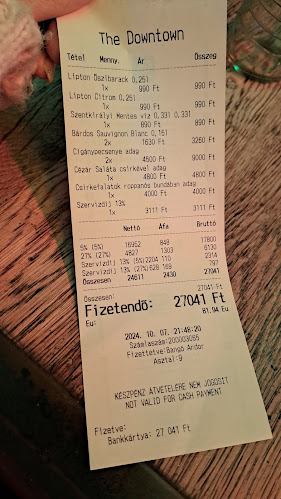 The Downtown
Tétel Menny. Ár Összeg
Lipton Őszibarack 0,25l
1x 990 Ft 990 Ft
Lipton Citrom 0,25l
1x 990 Ft 990 Ft
Szentkirályi Mentes víz 0,33l 0,33l
1x 890 Ft 890 Ft
Bárdos Sauvignon Blanc 0,15l
2x 1630 Ft 3260 Ft
Cigánypecsenye adag
2x 4500 Ft 9000 Ft
Cézár Saláta csirkével adag
1x 4800 Ft 4800 Ft
Csirkefalatok ropponós bundában adag
1x 4000 Ft 4000 Ft
Szervizdíj 13%
1x 3111 Ft 3111 Ft
Nettó Áfa Bruttó
5% (5%) 16952 848 17800
27% (27%) 4827 1303 6130
Szervizdíj 13% (5%) 2204 110 2314
Szervizdíj 13% (27%) 628 169 797
Összesen 24611 2430 27041
Összesen: 27041 Ft
Fizetendő: 27041 Ft
Eu: 81,94 Eu
2024. 10. 07. 21:48:20
Számlaszám:200003065
Fizettetve:Bangó Andor
Asztal:9
KÉSZPÉNZ ÁTVÉTELÉRE NEM JOGOSÍT
NOT VALID FOR CASH PAYMENT
Fizetve:
Bankkártya: 27 041 Ft